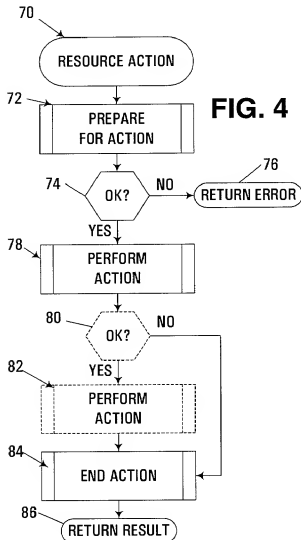 70
RESOURCE ACTION
72
PREPARE
FOR ACTION
FIG. 4
74
OK?
NO
76
RETURN ERROR
YES
78
PERFORM
ACTION
80
OK?
NO
YES
82
PERFORM
ACTION
84
END ACTION
86
RETURN RESULT